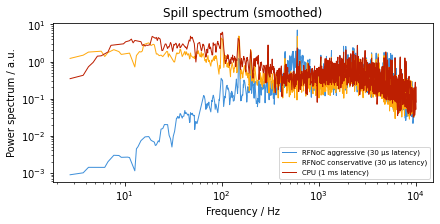 Spill spectrum (smoothed)
10¹
10⁰
10⁻¹
10⁻²
10⁻³
Power spectrum / a.u.
RFNoC aggressive (30 µs latency)
RFNoC conservative (30 µs latency)
CPU (1 ms latency)
10¹ 10² 10³ 10⁴
Frequency / Hz